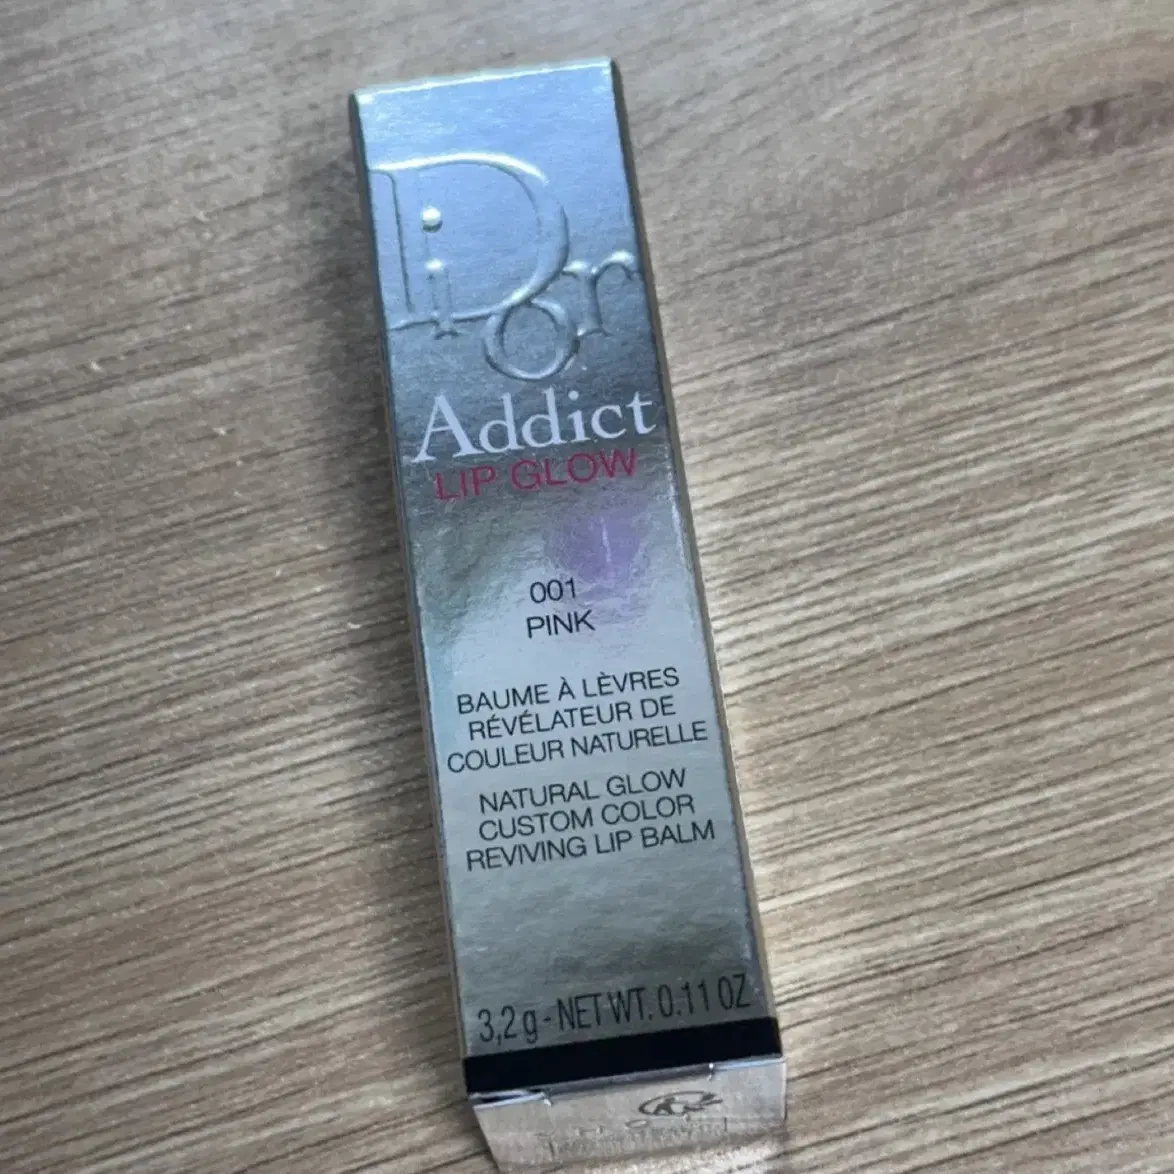 Dior
Addict
LIP GLOW
001
PINK
BAUME À LÈVRES
RÉVÉLATEUR DE
COULEUR NATURELLE
NATURAL GLOW
CUSTOM COLOR
REVIVING LIP BALM
3,2 g - NET WT. 0.11 OZ